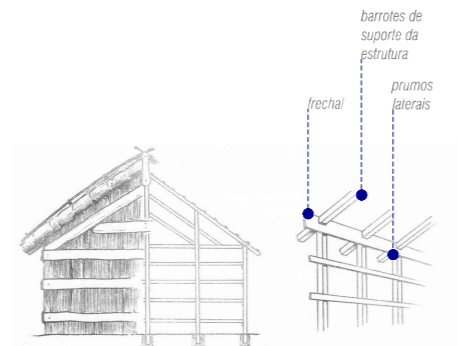 barrotes de
suporte da
estrutura
prumos
laterais
frechal